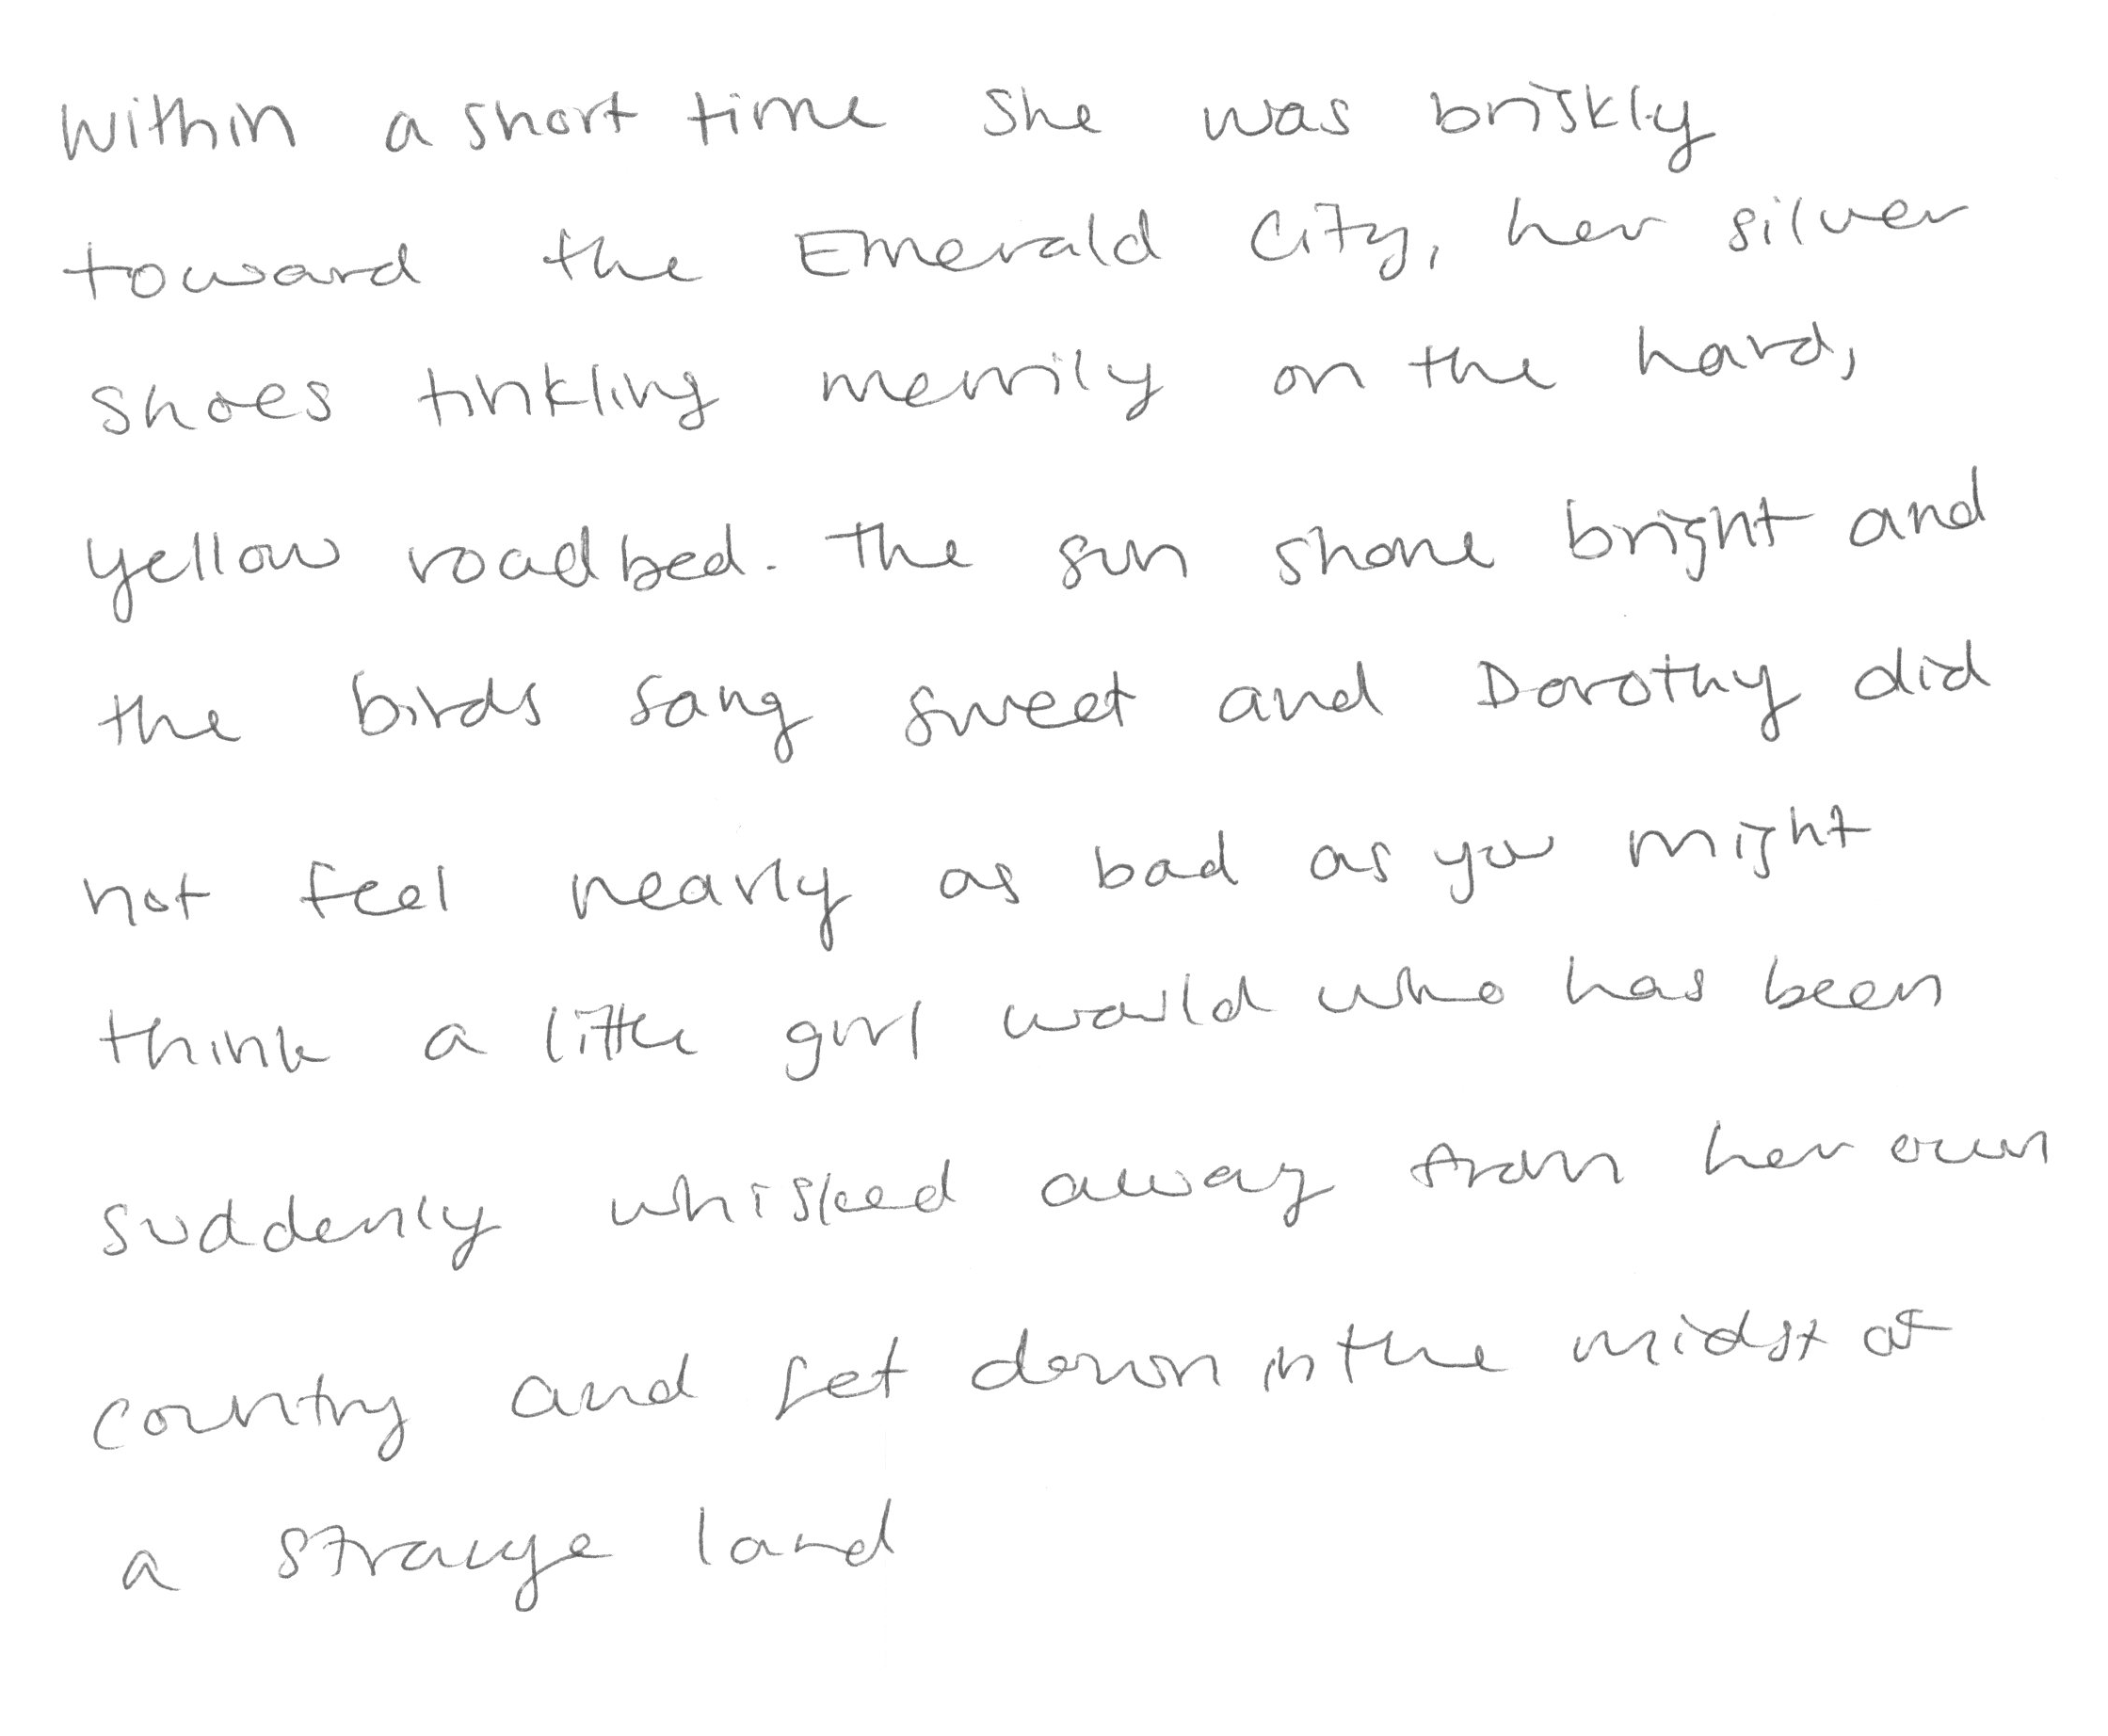 Within a short time she was briskly
toward the Emerald City, her silver
shoes tinkling merrily on the hard,
yellow roadbed. The sun shone bright and
the birds sang sweet and Dorothy did
not feel nearly as bad as you might
think a little girl would who has been
suddenly whisked away from her own
country and set down in the midst of
a strange land